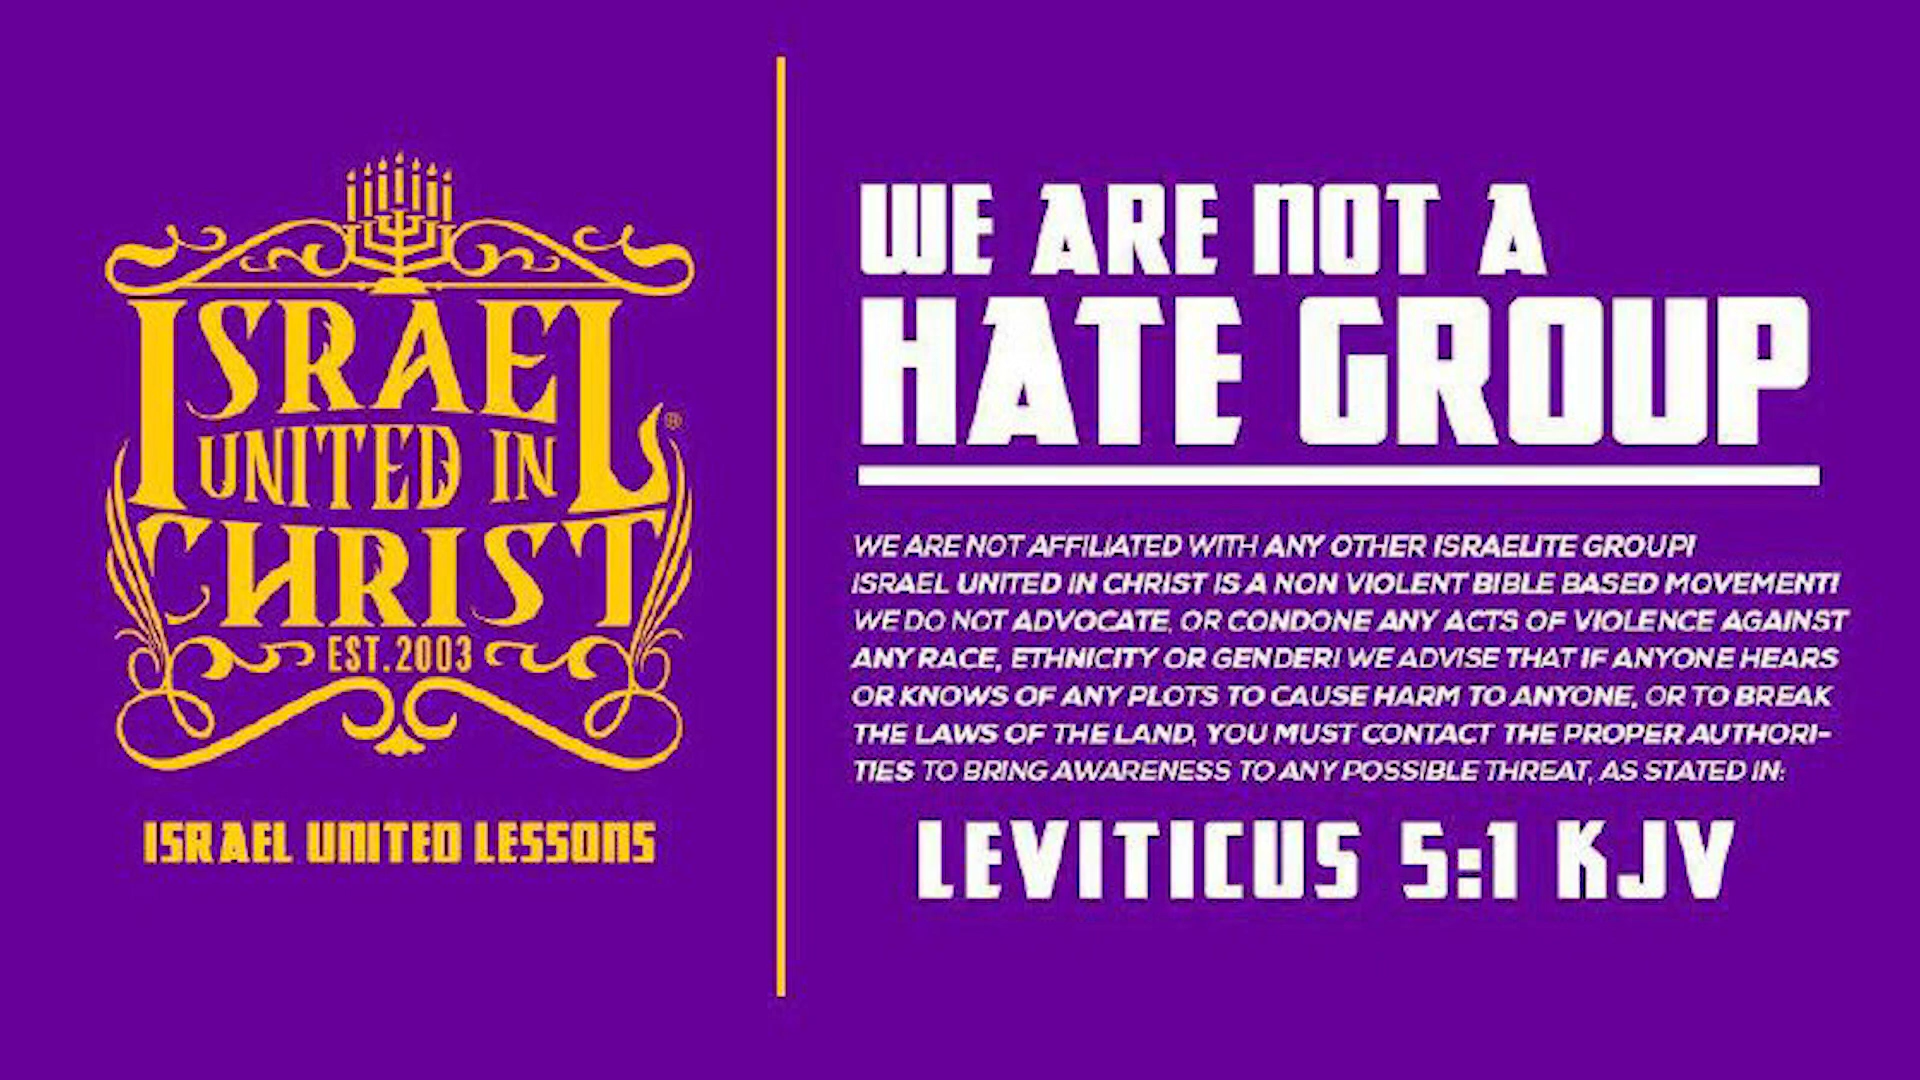 ISRAEL
UNITED IN
CHRIST®
EST. 2003
ISRAEL UNITED LESSONS
WE ARE NOT A
HATE GROUP
WE ARE NOT AFFILIATED WITH ANY OTHER ISRAELITE GROUP!
ISRAEL UNITED IN CHRIST IS A NON VIOLENT BIBLE BASED MOVEMENT!
WE DO NOT ADVOCATE, OR CONDONE ANY ACTS OF VIOLENCE AGAINST
ANY RACE, ETHNICITY OR GENDER! WE ADVISE THAT IF ANYONE HEARS
OR KNOWS OF ANY PLOTS TO CAUSE HARM TO ANYONE, OR TO BREAK
THE LAWS OF THE LAND, YOU MUST CONTACT THE PROPER AUTHORI-
TIES TO BRING AWARENESS TO ANY POSSIBLE THREAT, AS STATED IN:
LEVITICUS 5:1 KJV